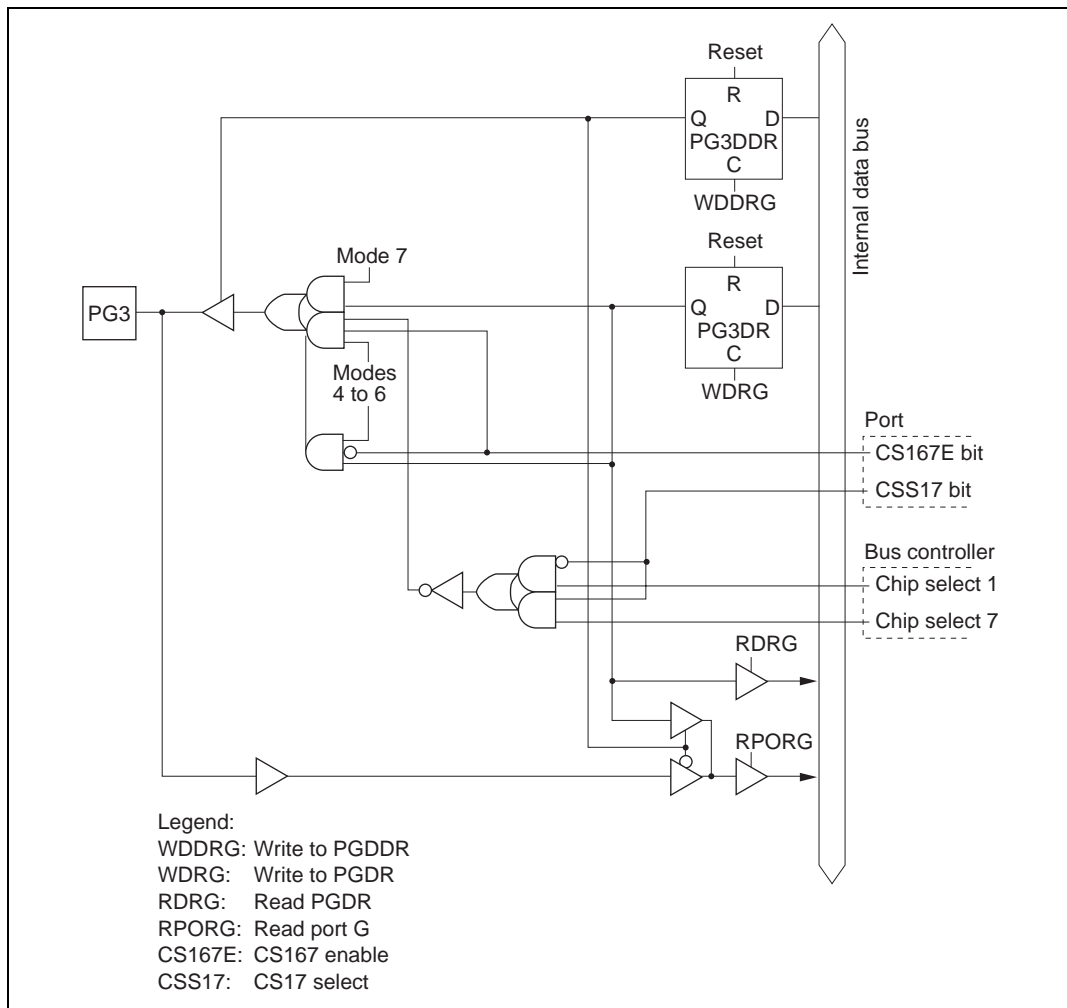 Reset
R
Q D
PG3DDR
C
WDDRG
Internal data bus
Reset
R
Q D
PG3DR
C
WDRG
Mode 7
PG3
Modes
4 to 6
Port
CS167E bit
CSS17 bit
Bus controller
Chip select 1
Chip select 7
RDRG
RPORG
Legend:
WDDRG: Write to PGDDR
WDRG: Write to PGDR
RDRG: Read PGDR
RPORG: Read port G
CS167E: CS167 enable
CSS17: CS17 select